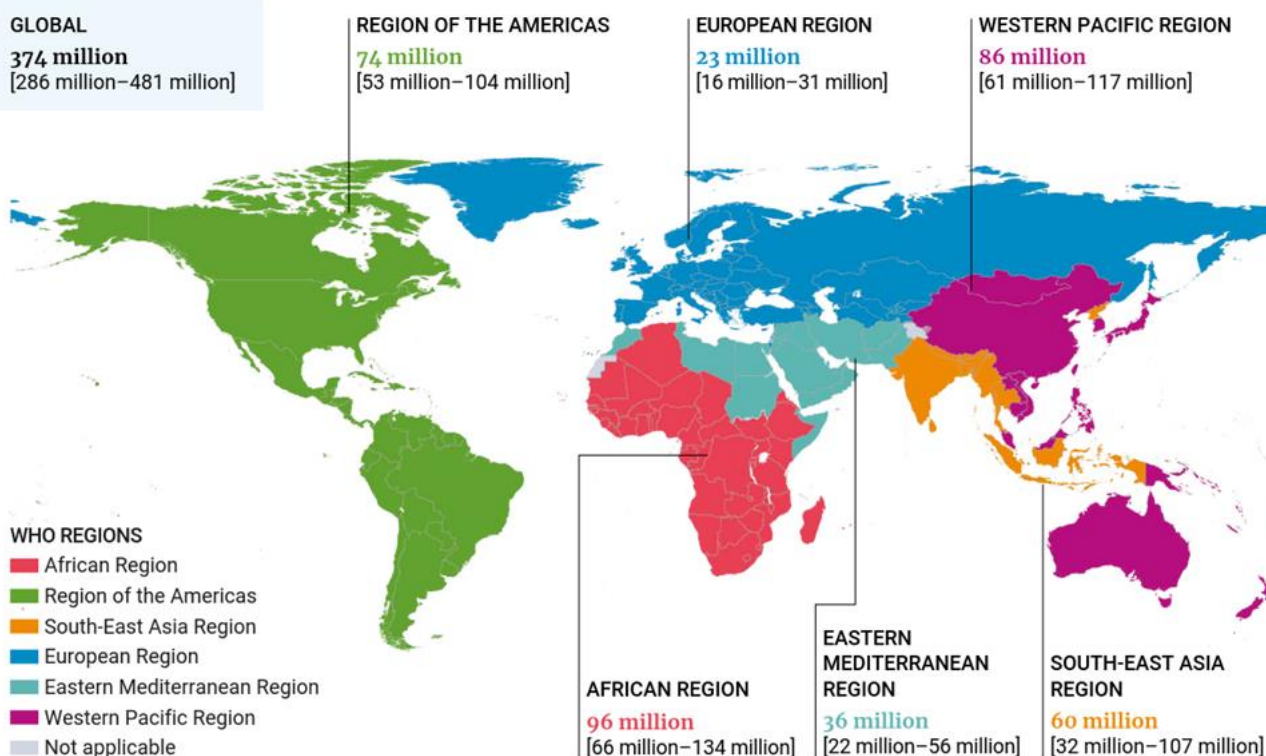 GLOBAL
374 million
[286 million–481 million]
REGION OF THE AMERICAS
74 million
[53 million–104 million]
EUROPEAN REGION
23 million
[16 million–31 million]
WESTERN PACIFIC REGION
86 million
[61 million–117 million]
WHO REGIONS
African Region
Region of the Americas
South-East Asia Region
European Region
Eastern Mediterranean Region
Western Pacific Region
Not applicable
AFRICAN REGION
96 million
[66 million–134 million]
EASTERN
MEDITERRANEAN
REGION
36 million
[22 million–56 million]
SOUTH-EAST ASIA
REGION
60 million
[32 million–107 million]